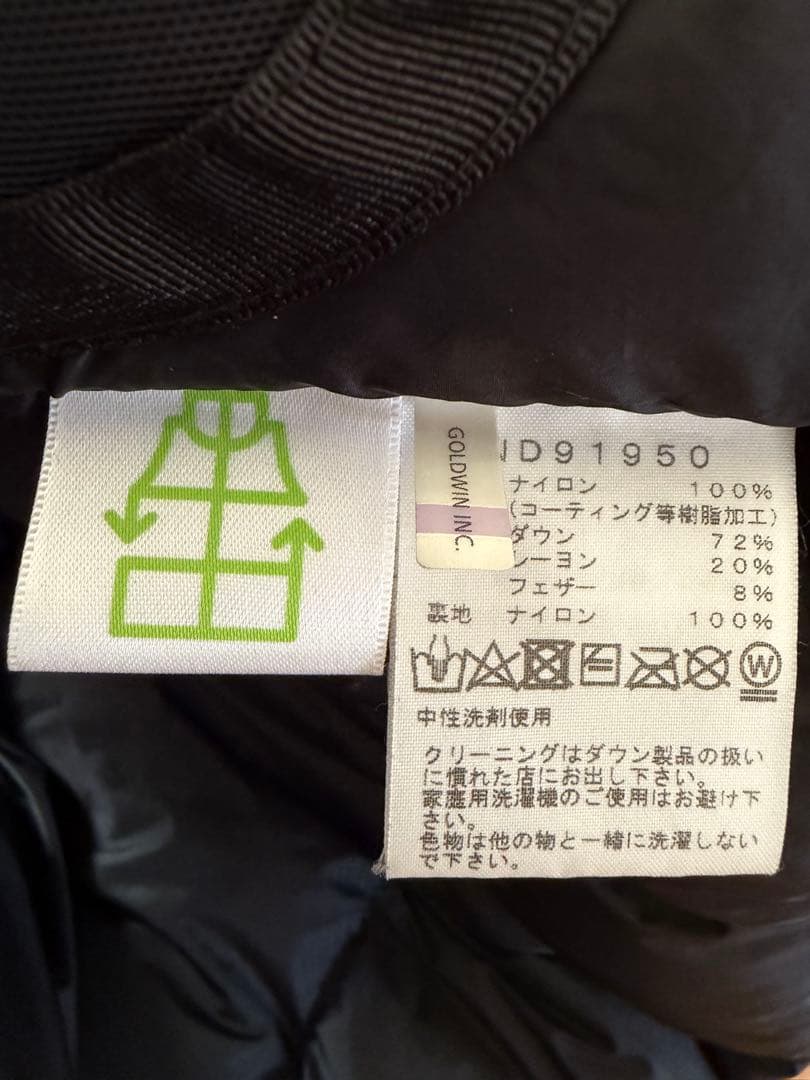 GOLDWIN INC.
ND91950
ナイロン 100%
(コーティング等樹脂加工)
ダウン 72%
レーヨン 20%
フェザー 8%
裏地 ナイロン 100%
W
中性洗剤使用
クリーニングはダウン製品の扱い
に慣れた店にお出し下さい。
家庭用洗濯機のご使用はお避け下
さい。
色物は他の物と一緒に洗濯しない
で下さい。